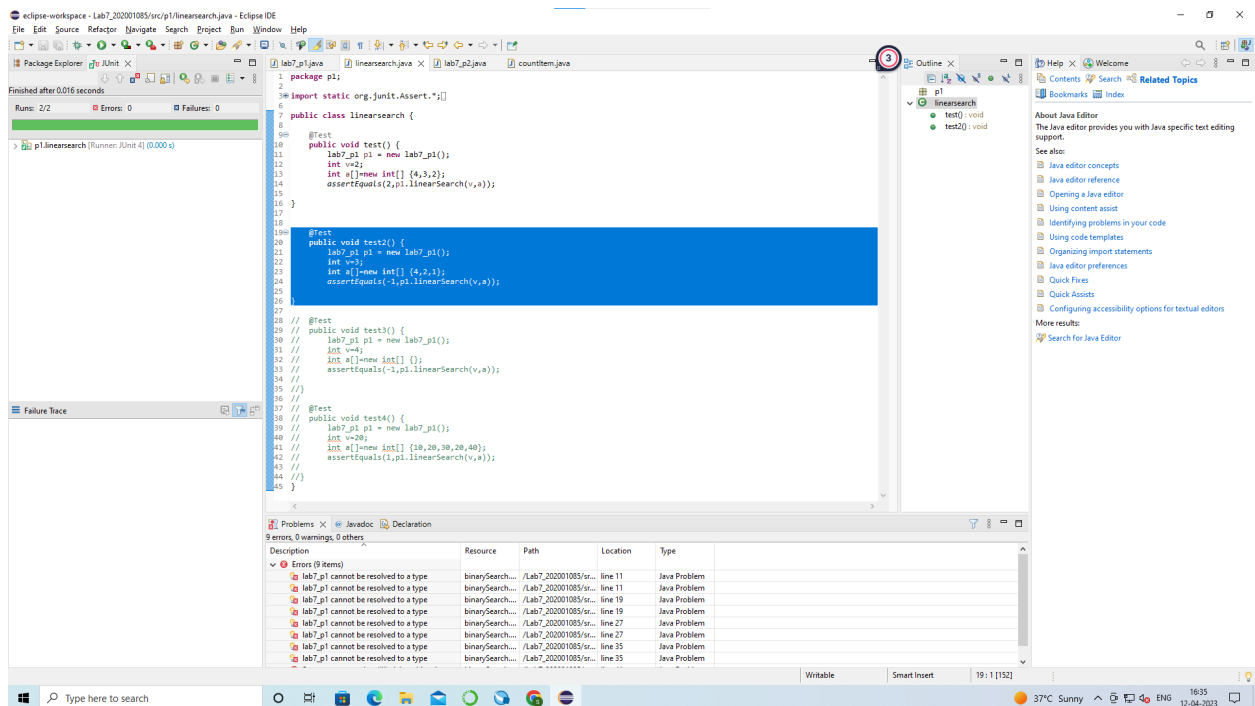 eclipse-workspace - Lab7_202001085/src/p1/linearsearch.java - Eclipse IDE
File Edit Source Refactor Navigate Search Project Run Window Help
Package Explorer JUnit
Finished after 0.016 seconds
Runs: 2/2 Errors: 0 Failures: 0
p1.linearsearch [Runner: JUnit 4] (0.000 s)
Failure Trace
lab7_p1.java linearsearch.java lab7_p2.java countItem.java
1 package p1;
2
3 import static org.junit.Assert.*;
6
7 public class linearsearch {
8
9 @Test
10 public void test() {
11 lab7_p1 p1 = new lab7_p1();
12 int v=2;
13 int a[]=new int[] {4,3,2};
14 assertEquals(2,p1.linearSearch(v,a));
15
16 }
17
18
19 @Test
20 public void test2() {
21 lab7_p1 p1 = new lab7_p1();
22 int v=3;
23 int a[]=new int[] {4,2,1};
24 assertEquals(-1,p1.linearSearch(v,a));
25
26 }
27
28 // @Test
29 // public void test3() {
30 // lab7_p1 p1 = new lab7_p1();
31 // int v=4;
32 // int a[]=new int[] {};
33 // assertEquals(-1,p1.linearSearch(v,a));
34 //
35 //}
36 //
37 // @Test
38 // public void test4() {
39 // lab7_p1 p1 = new lab7_p1();
40 // int v=20;
41 // int a[]=new int[] {10,20,30,20,40};
42 // assertEquals(1,p1.linearSearch(v,a));
43 //
44 //}
45 }
3
Outline
p1
linearsearch
test() : void
test2() : void
Help Welcome
Contents Search Related Topics
Bookmarks Index
About Java Editor
The Java editor provides you with Java specific text editing
support.
See also:
Java editor concepts
Java editor reference
Opening a Java editor
Using content assist
Identifying problems in your code
Using code templates
Organizing import statements
Java editor preferences
Quick Fixes
Quick Assists
Configuring accessibility options for textual editors
More results:
Search for Java Editor
Problems Javadoc Declaration
9 errors, 0 warnings, 0 others
Description Resource Path Location Type
Errors (9 items)
lab7_p1 cannot be resolved to a type binarySearch.... /Lab7_202001085/sr... line 11 Java Problem
lab7_p1 cannot be resolved to a type binarySearch.... /Lab7_202001085/sr... line 11 Java Problem
lab7_p1 cannot be resolved to a type binarySearch.... /Lab7_202001085/sr... line 19 Java Problem
lab7_p1 cannot be resolved to a type binarySearch.... /Lab7_202001085/sr... line 19 Java Problem
lab7_p1 cannot be resolved to a type binarySearch.... /Lab7_202001085/sr... line 27 Java Problem
lab7_p1 cannot be resolved to a type binarySearch.... /Lab7_202001085/sr... line 27 Java Problem
lab7_p1 cannot be resolved to a type binarySearch.... /Lab7_202001085/sr... line 35 Java Problem
lab7_p1 cannot be resolved to a type binarySearch.... /Lab7_202001085/sr... line 35 Java Problem
Writable Smart Insert 19 : 1 [152]
Type here to search
37°C Sunny ENG 16:35
12-04-2023